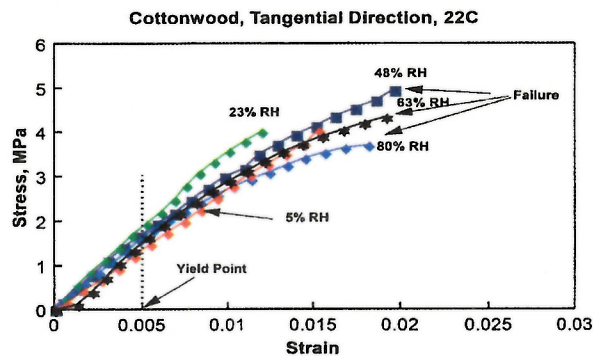 Cottonwood, Tangential Direction, 22C
6
5
4
3
2
1
0
Stress, MPa
48% RH
23% RH
63% RH
Failure
80% RH
5% RH
Yield Point
0
0.005
0.01
0.015
0.02
0.025
0.03
Strain